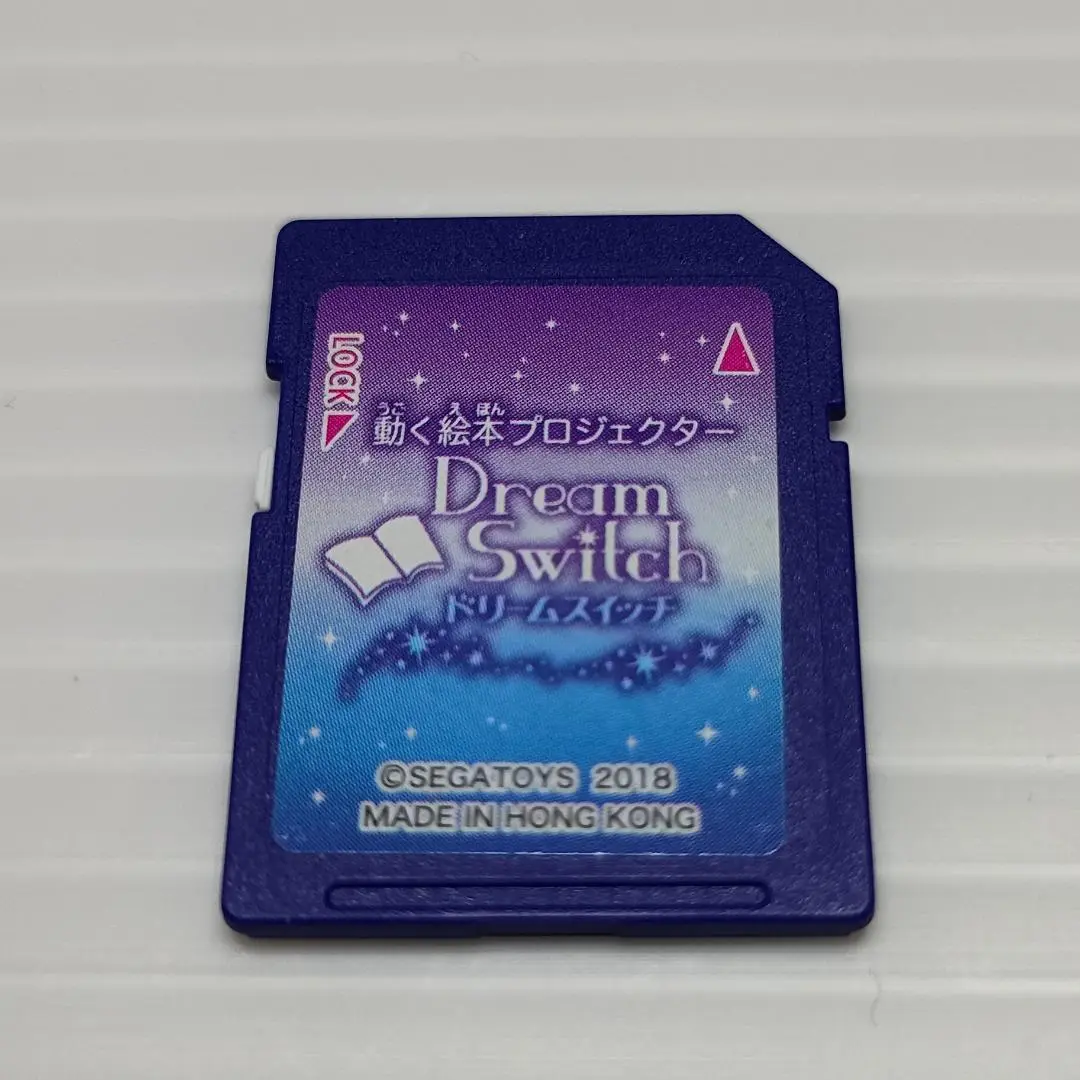 LOCK
うご え ほん
動く絵本プロジェクター
Dream
Switch
ドリームスイッチ
©SEGATOYS 2018
MADE IN HONG KONG